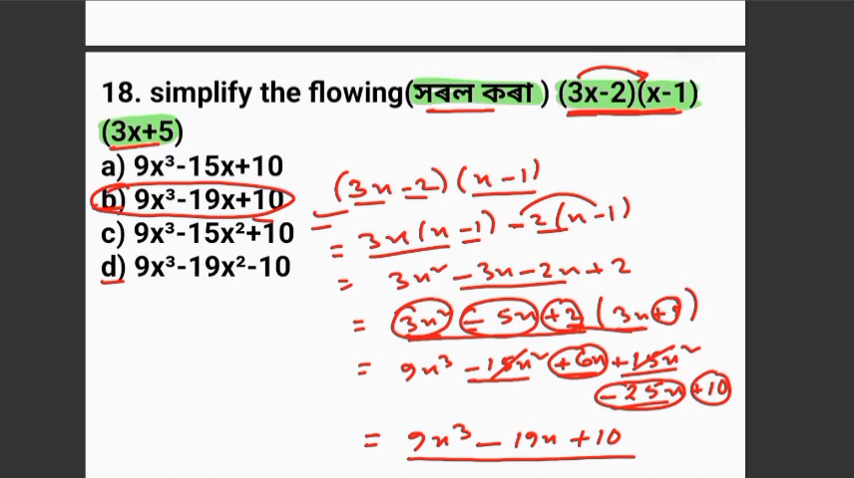 18. simplify the flowing(সৰল কৰা ) (3x-2)(x-1)
(3x+5)
a) 9x³-15x+10
b) 9x³-19x+10
c) 9x³-15x²+10
d) 9x³-19x²-10
(3x-2)(x-1)
= 3x(x-1)-2(x-1)
= 3x²-3x-2x+2
= 3x²-5x+2(3x+5)
= 9x³-15x²+6x+15x²
-25x+10
= 9x³-19x+10